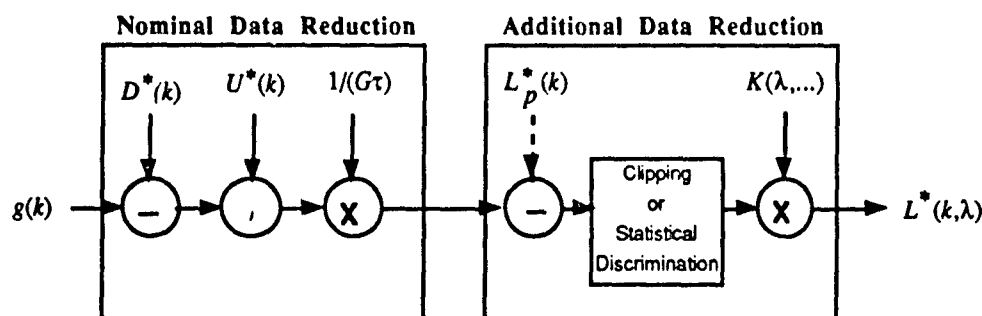 Nominal Data Reduction
Additional Data Reduction
D*(k)
U*(k)
1/(Gτ)
L*p(k)
K(λ,...)
g(k)
−
,
X
−
Clipping
or
Statistical
Discrimination
X
L*(k,λ)